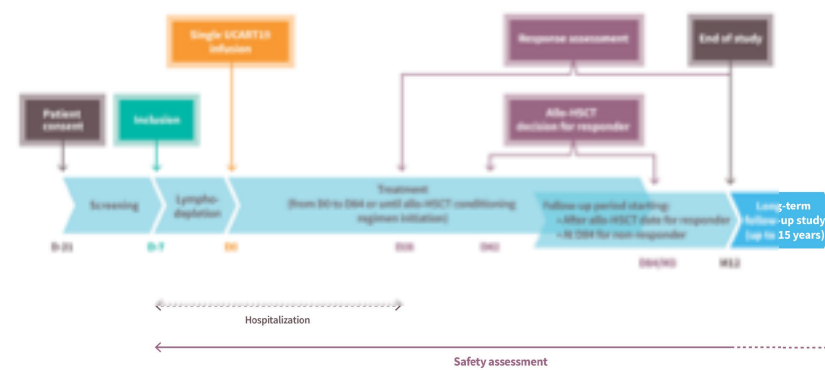 Single UCART19
infusion
Response assessment
End of study
Patient
consent
Inclusion
Allo-HSCT
decision for responder
Screening
Lympho-
depletion
Treatment
(from D0 to D84 or until allo-HSCT conditioning
regimen initiation)
Follow-up period starting:
• After allo-HSCT date for responder
• At D84 for non-responder
Long-term
follow-up study
(up to 15 years)
D-21
D-7
D0
D28
D84/M3
M12
Hospitalization
Safety assessment